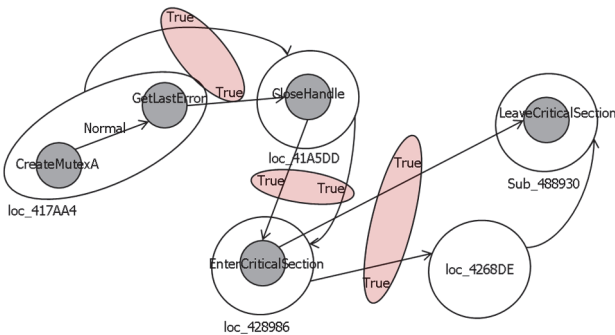 True
GetLastError
True
CloseHandle
LeaveCriticalSection
Normal
True
CreateMutexA
loc_41A5DD
True
True
Sub_488930
loc_417AA4
EnterCriticalSection
loc_4268DE
True
loc_428986